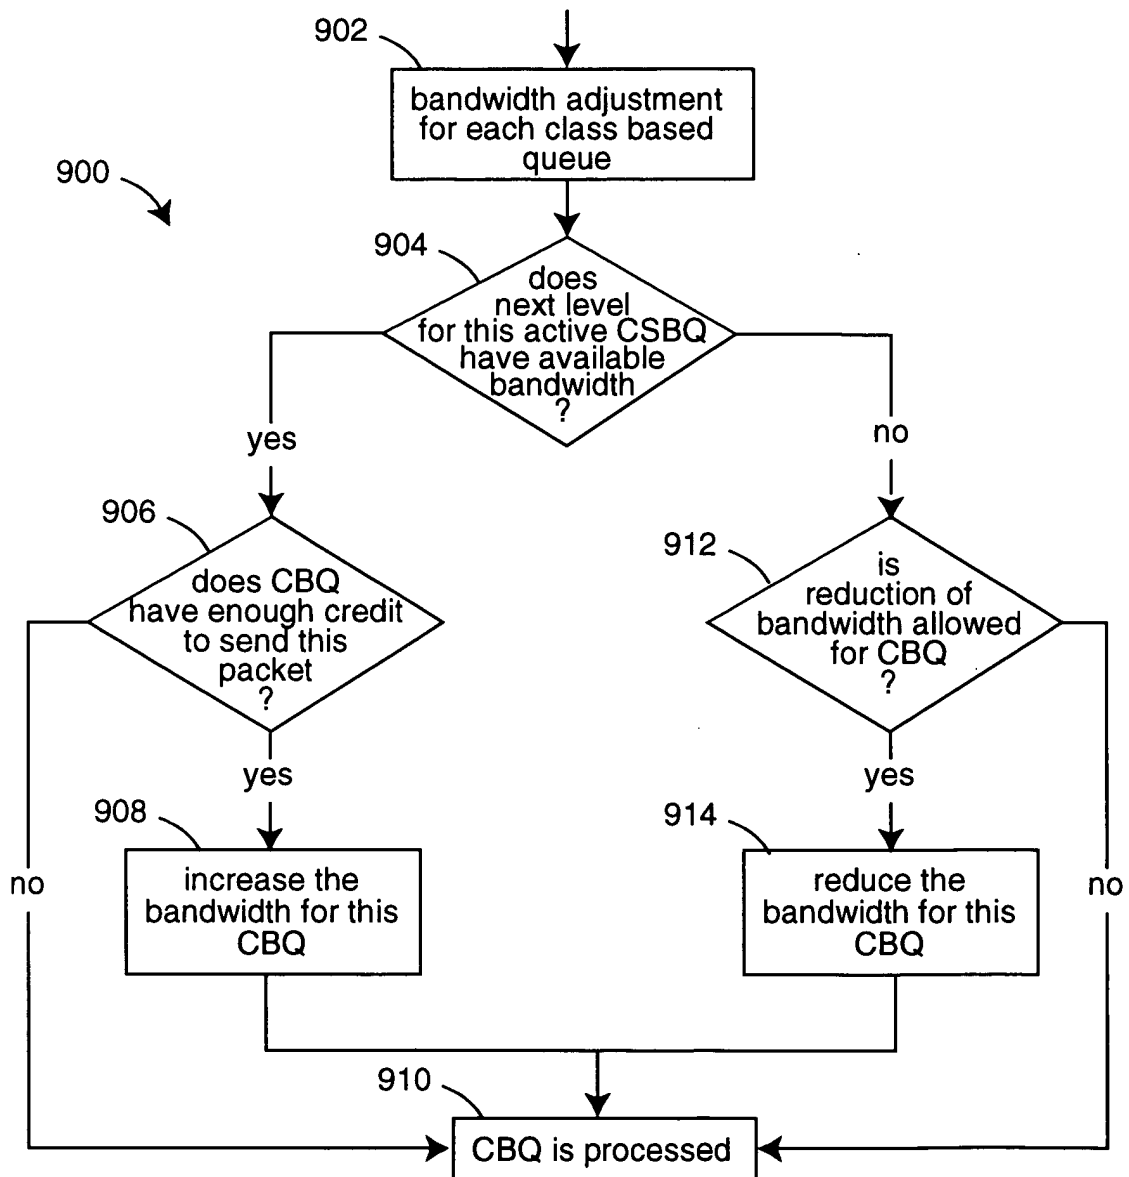 902
bandwidth adjustment
for each class based
queue
900
904
does
next level
for this active CSBQ
have available
bandwidth
?
yes
no
906
does CBQ
have enough credit
to send this
packet
?
912
is
reduction of
bandwidth allowed
for CBQ
?
yes
yes
908
increase the
bandwidth for this
CBQ
914
reduce the
bandwidth for this
CBQ
no
no
910
CBQ is processed